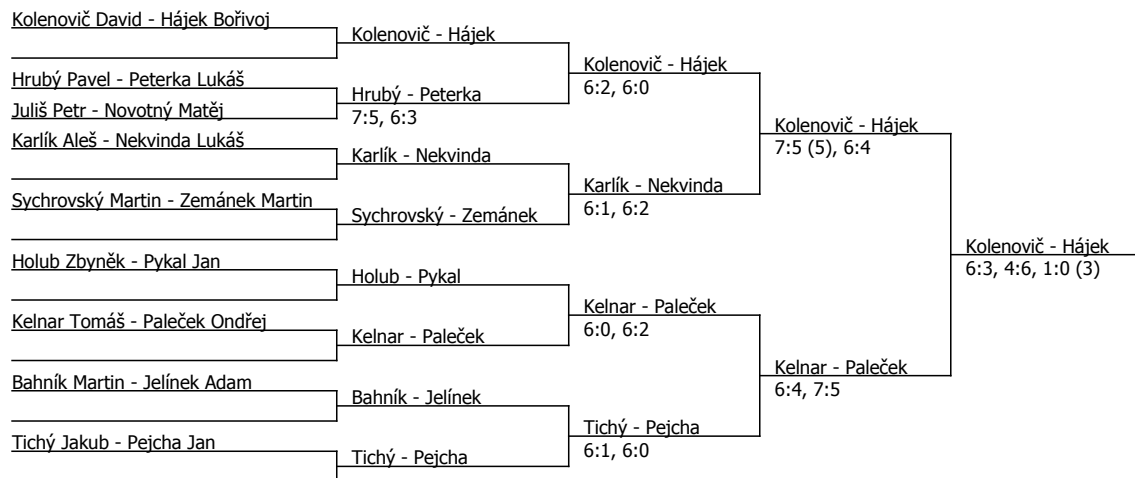 Kolenovič David - Hájek Bořivoj
Kolenovič - Hájek
Kolenovič - Hájek
6:2, 6:0
Hrubý Pavel - Peterka Lukáš
Hrubý - Peterka
7:5, 6:3
Juliš Petr - Novotný Matěj
Kolenovič - Hájek
7:5 (5), 6:4
Karlík Aleš - Nekvinda Lukáš
Karlík - Nekvinda
Karlík - Nekvinda
6:1, 6:2
Sychrovský Martin - Zemánek Martin
Sychrovský - Zemánek
Kolenovič - Hájek
6:3, 4:6, 1:0 (3)
Holub Zbyněk - Pykal Jan
Holub - Pykal
Kelnar - Paleček
6:0, 6:2
Kelnar Tomáš - Paleček Ondřej
Kelnar - Paleček
Kelnar - Paleček
6:4, 7:5
Bahník Martin - Jelínek Adam
Bahník - Jelínek
Tichý - Pejcha
6:1, 6:0
Tichý Jakub - Pejcha Jan
Tichý - Pejcha